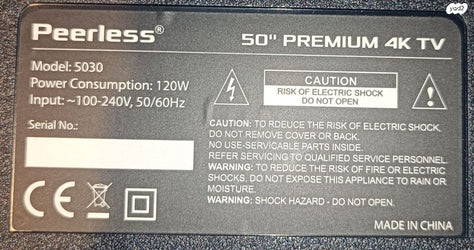 yad2
Peerless®
50" PREMIUM 4K TV
Model: 5030
Power Consumption: 120W
Input: ~100-240V, 50/60Hz
Serial No.:
CAUTION
RISK OF ELECTRIC SHOCK
DO NOT OPEN
CAUTION: TO RDEUCE THE RISK OF ELECTRIC SHOCK,
DO NOT REMOVE COVER OR BACK.
NO USE-SERVICABLE PARTS INSIDE.
REFER SERVICING TO QUALIFIED SERVICE PERSONNEL.
WARNING: TO REDUCE THE RISK OF FIRE OR ELECTRIC
SHOCKS, DO NOT EXPOSE THIS APPLIANCE TO RAIN OR
MOISTURE.
WARNING: SHOCK HAZARD - DO NOT OPEN.
CE
MADE IN CHINA